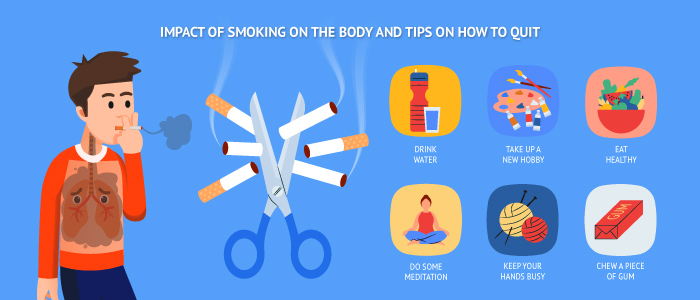 IMPACT OF SMOKING ON THE BODY AND TIPS ON HOW TO QUIT
DRINK
WATER
TAKE UP A
NEW HOBBY
EAT
HEALTHY
GUM
DO SOME
MEDITATION
KEEP YOUR
HANDS BUSY
CHEW A PIECE
OF GUM